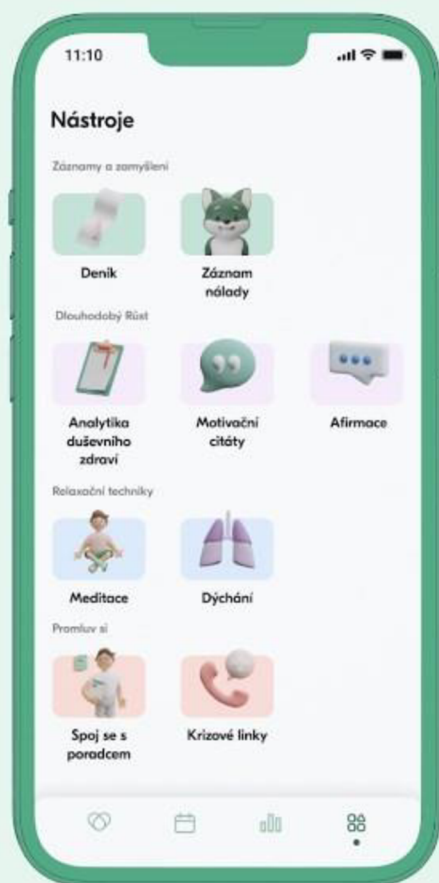 11:10
Nástroje
Záznamy a zamyšlení
Deník
Záznam
nálady
Dlouhodobý Růst
Analytika
duševního
zdraví
Motivační
citáty
Afirmace
Relaxační techniky
Meditace
Dýchání
Promluv si
Spoj se s
poradcem
Krizové linky